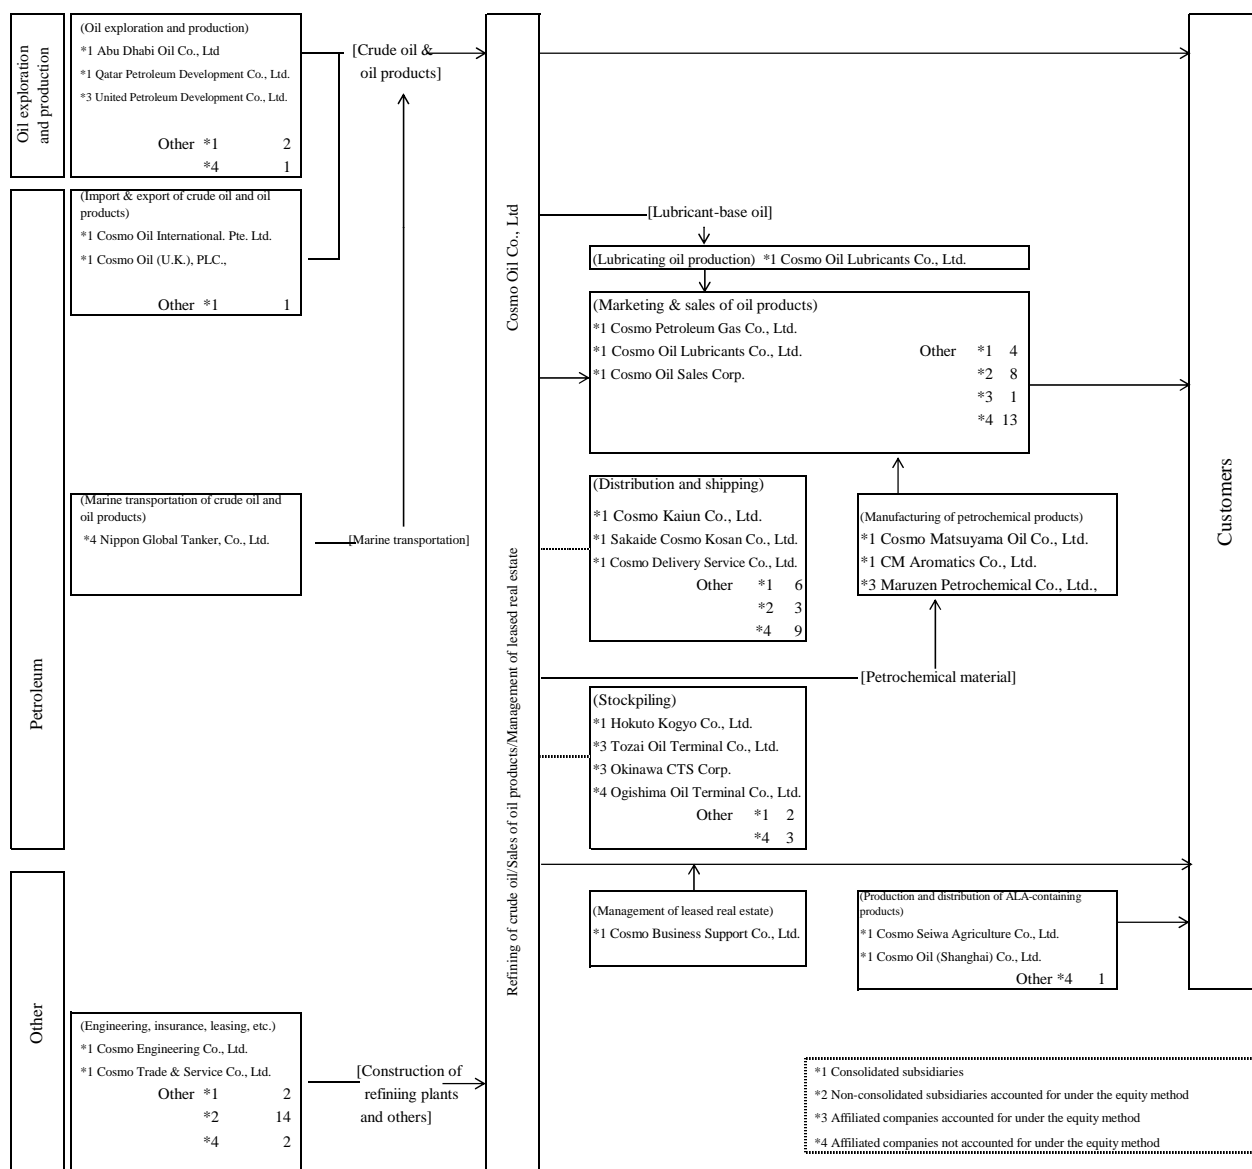 Oil exploration
and production
(Oil exploration and production)
*1 Abu Dhabi Oil Co., Ltd
*1 Qatar Petroleum Development Co., Ltd.
*3 United Petroleum Development Co., Ltd.
Other *1 2
*4 1
[Crude oil &
oil products]
Petroleum
(Import & export of crude oil and oil
products)
*1 Cosmo Oil International. Pte. Ltd.
*1 Cosmo Oil (U.K.), PLC.,
Other *1 1
(Marine transportation of crude oil and
oil products)
*4 Nippon Global Tanker, Co., Ltd.
[Marine transportation]
Other
(Engineering, insurance, leasing, etc.)
*1 Cosmo Engineering Co., Ltd.
*1 Cosmo Trade & Service Co., Ltd.
Other *1 2
*2 14
*4 2
[Construction of
refiniing plants
and others]
Cosmo Oil Co., Ltd
Refining of crude oil/Sales of oil products/Management of leased real estate
[Lubricant-base oil]
(Lubricating oil production) *1 Cosmo Oil Lubricants Co., Ltd.
(Marketing & sales of oil products)
*1 Cosmo Petroleum Gas Co., Ltd.
*1 Cosmo Oil Lubricants Co., Ltd. Other *1 4
*1 Cosmo Oil Sales Corp. *2 8
*3 1
*4 13
(Distribution and shipping)
*1 Cosmo Kaiun Co., Ltd.
*1 Sakaide Cosmo Kosan Co., Ltd.
*1 Cosmo Delivery Service Co., Ltd.
Other *1 6
*2 3
*4 9
(Manufacturing of petrochemical products)
*1 Cosmo Matsuyama Oil Co., Ltd.
*1 CM Aromatics Co., Ltd.
*3 Maruzen Petrochemical Co., Ltd.,
[Petrochemical material]
(Stockpiling)
*1 Hokuto Kogyo Co., Ltd.
*3 Tozai Oil Terminal Co., Ltd.
*3 Okinawa CTS Corp.
*4 Ogishima Oil Terminal Co., Ltd.
Other *1 2
*4 3
(Management of leased real estate)
*1 Cosmo Business Support Co., Ltd.
(Production and distribution of ALA-containing
products)
*1 Cosmo Seiwa Agriculture Co., Ltd.
*1 Cosmo Oil (Shanghai) Co., Ltd.
Other *4 1
Customers
*1 Consolidated subsidiaries
*2 Non-consolidated subsidiaries accounted for under the equity method
*3 Affiliated companies accounted for under the equity method
*4 Affiliated companies not accounted for under the equity method